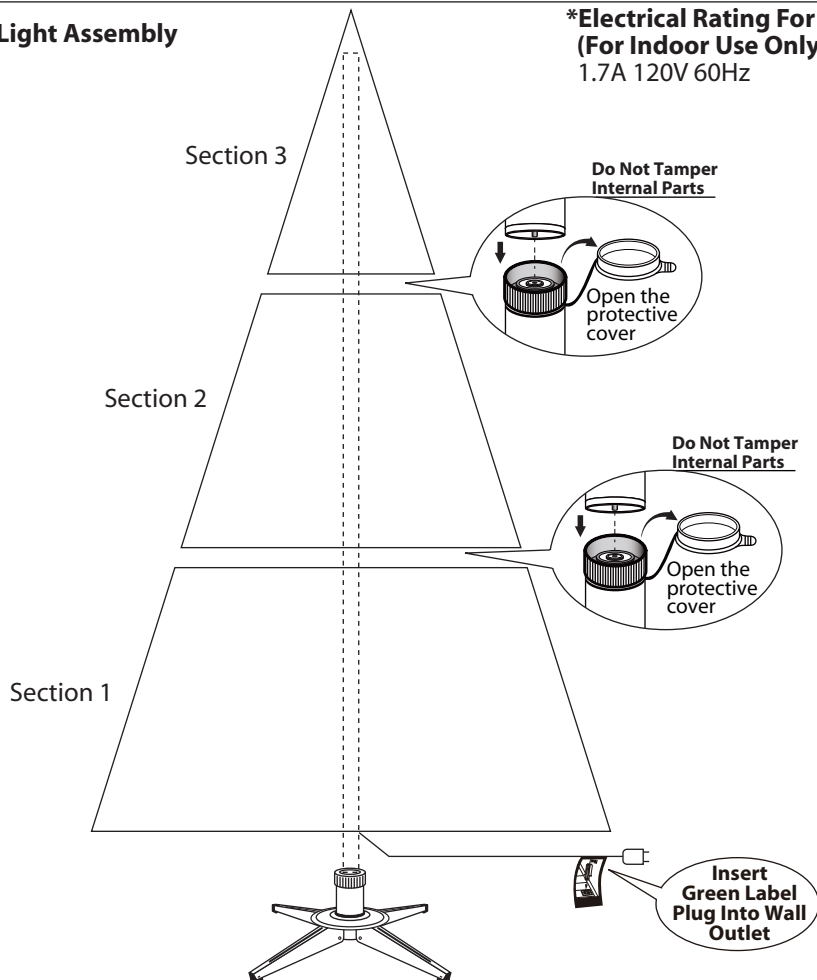 Light Assembly
*Electrical Rating For
(For Indoor Use Only
1.7A 120V 60Hz
Section 3
Do Not Tamper
Internal Parts
Open the
protective
cover
Section 2
Do Not Tamper
Internal Parts
Open the
protective
cover
Section 1
Insert
Green Label
Plug Into Wall
Outlet